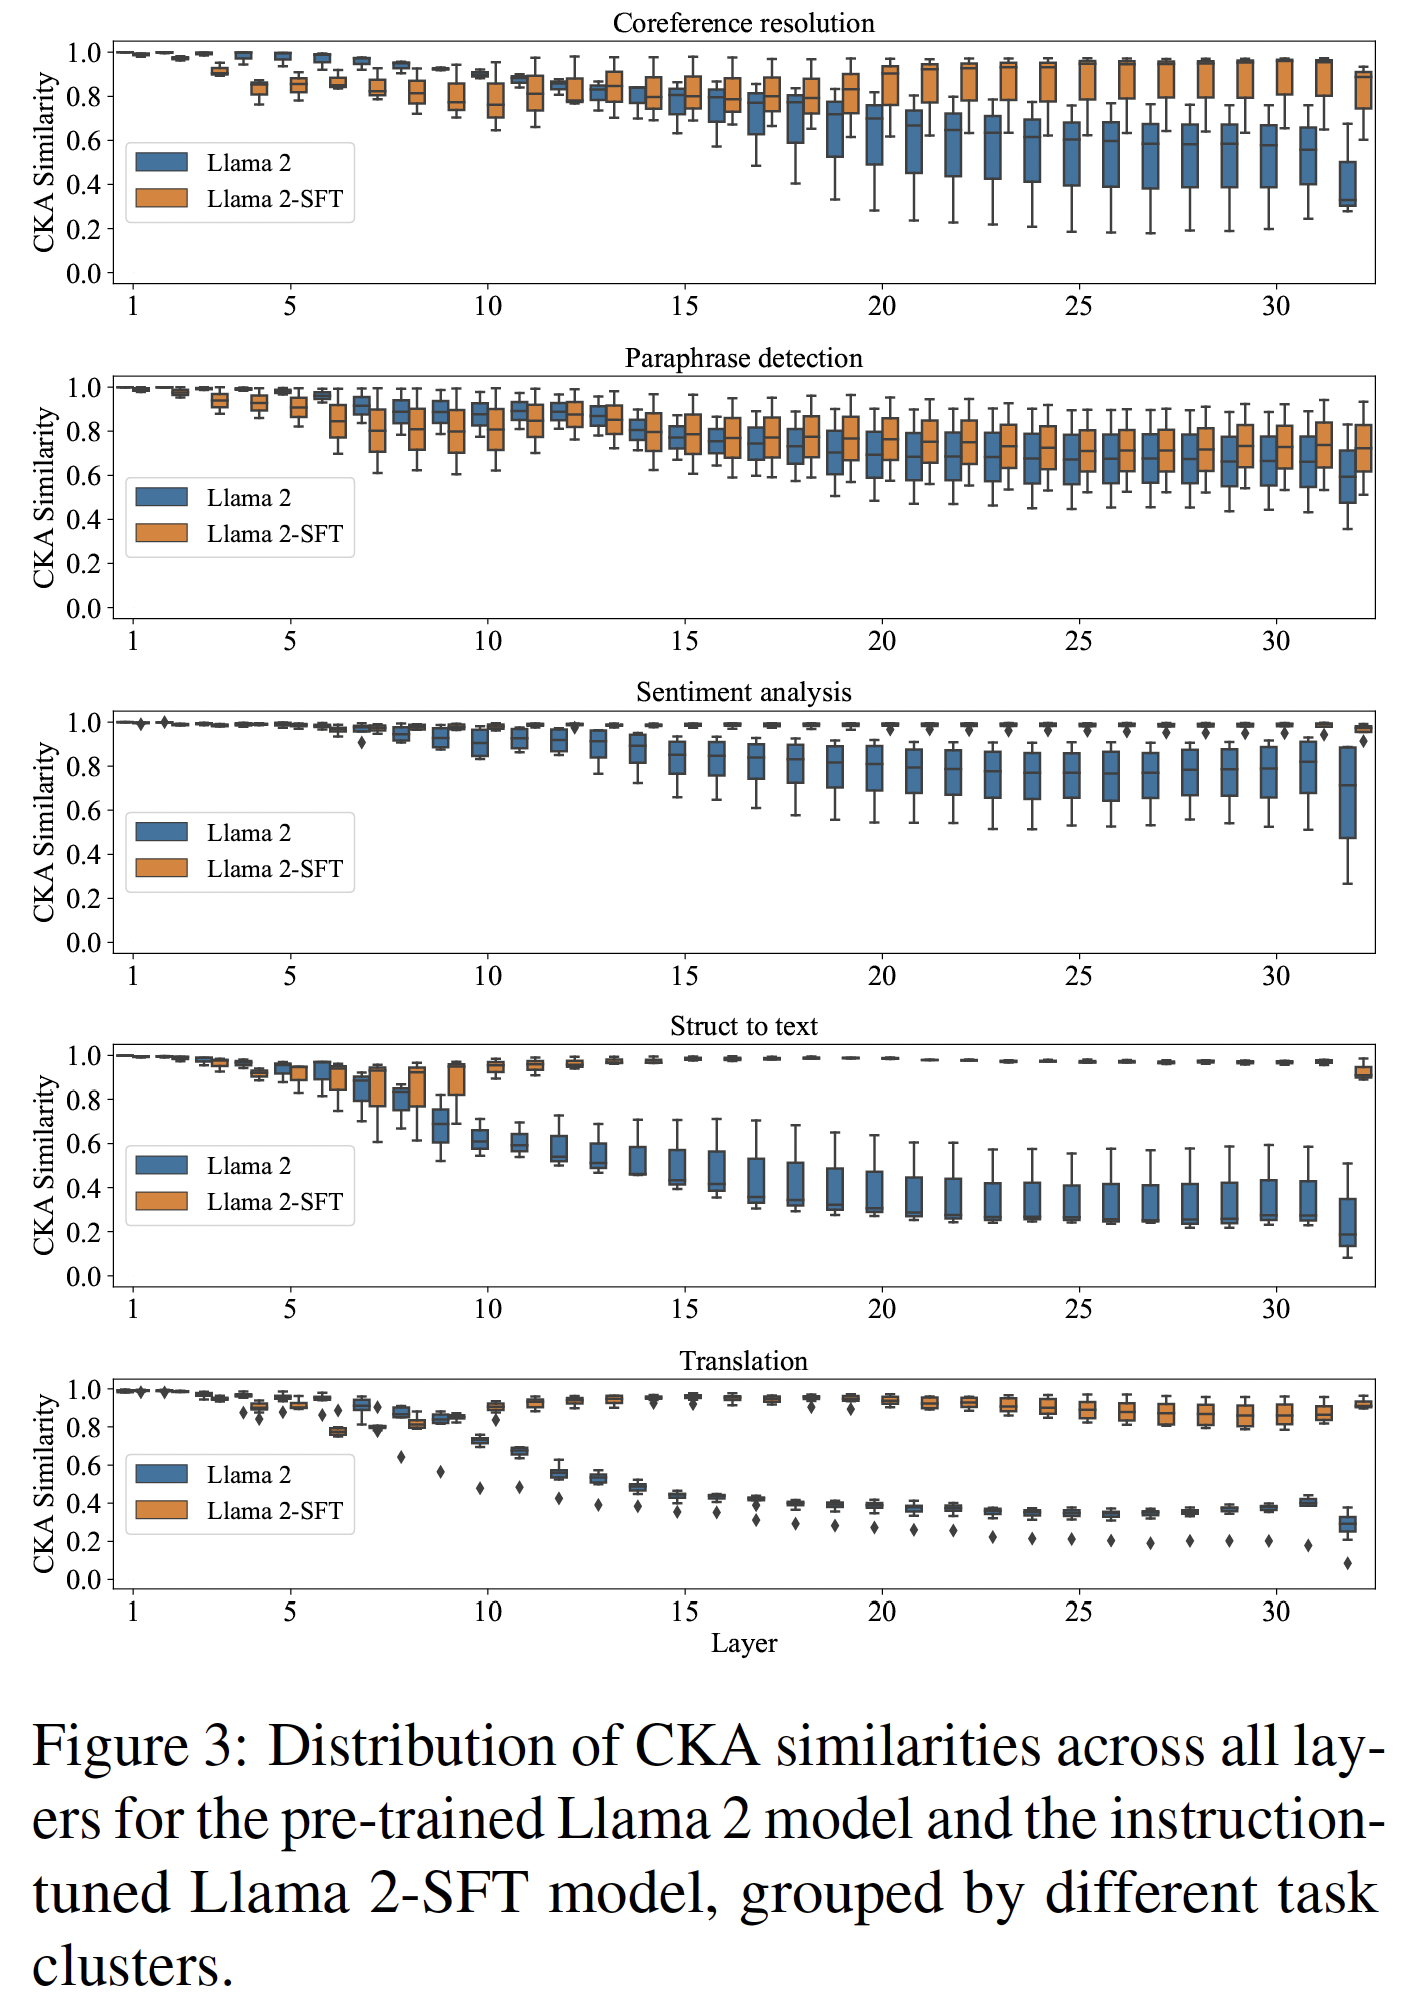 Coreference resolution
CKA Similarity
1.0
0.8
0.6
0.4
0.2
0.0
Llama 2
Llama 2-SFT
1 5 10 15 20 25 30
Paraphrase detection
CKA Similarity
1.0
0.8
0.6
0.4
0.2
0.0
Llama 2
Llama 2-SFT
1 5 10 15 20 25 30
Sentiment analysis
CKA Similarity
1.0
0.8
0.6
0.4
0.2
0.0
Llama 2
Llama 2-SFT
1 5 10 15 20 25 30
Struct to text
CKA Similarity
1.0
0.8
0.6
0.4
0.2
0.0
Llama 2
Llama 2-SFT
1 5 10 15 20 25 30
Translation
CKA Similarity
1.0
0.8
0.6
0.4
0.2
0.0
Llama 2
Llama 2-SFT
1 5 10 15 20 25 30
Layer
Figure 3: Distribution of CKA similarities across all lay-
ers for the pre-trained Llama 2 model and the instruction-
tuned Llama 2-SFT model, grouped by different task
clusters.